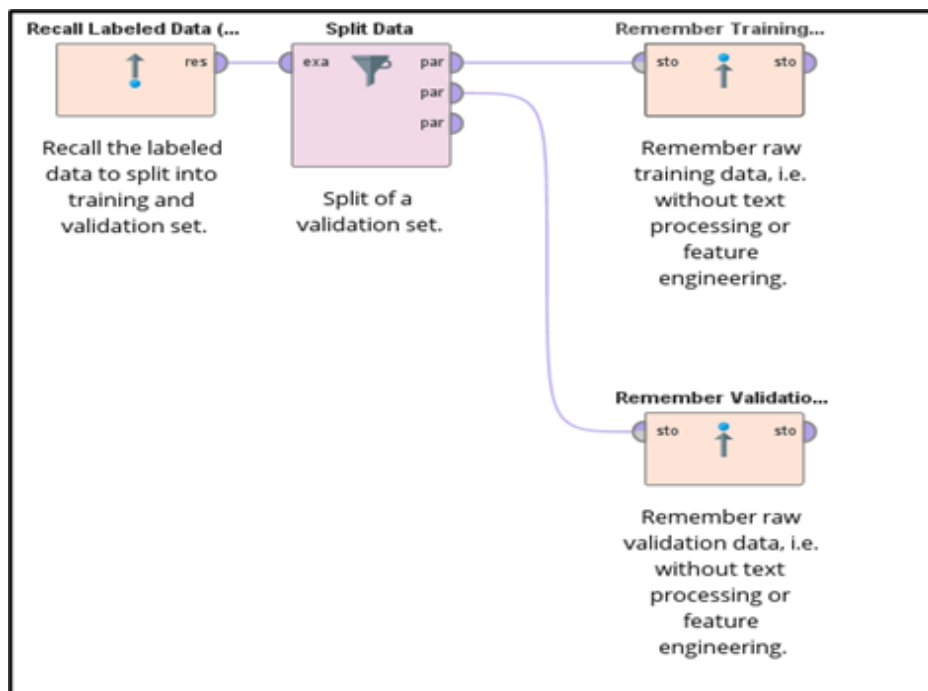 Recall Labeled Data (...
res
Recall the labeled
data to split into
training and
validation set.
Split Data
exa
par
par
par
Split of a
validation set.
Remember Training...
sto
sto
Remember raw
training data, i.e.
without text
processing or
feature
engineering.
Remember Validatio...
sto
sto
Remember raw
validation data, i.e.
without text
processing or
feature
engineering.